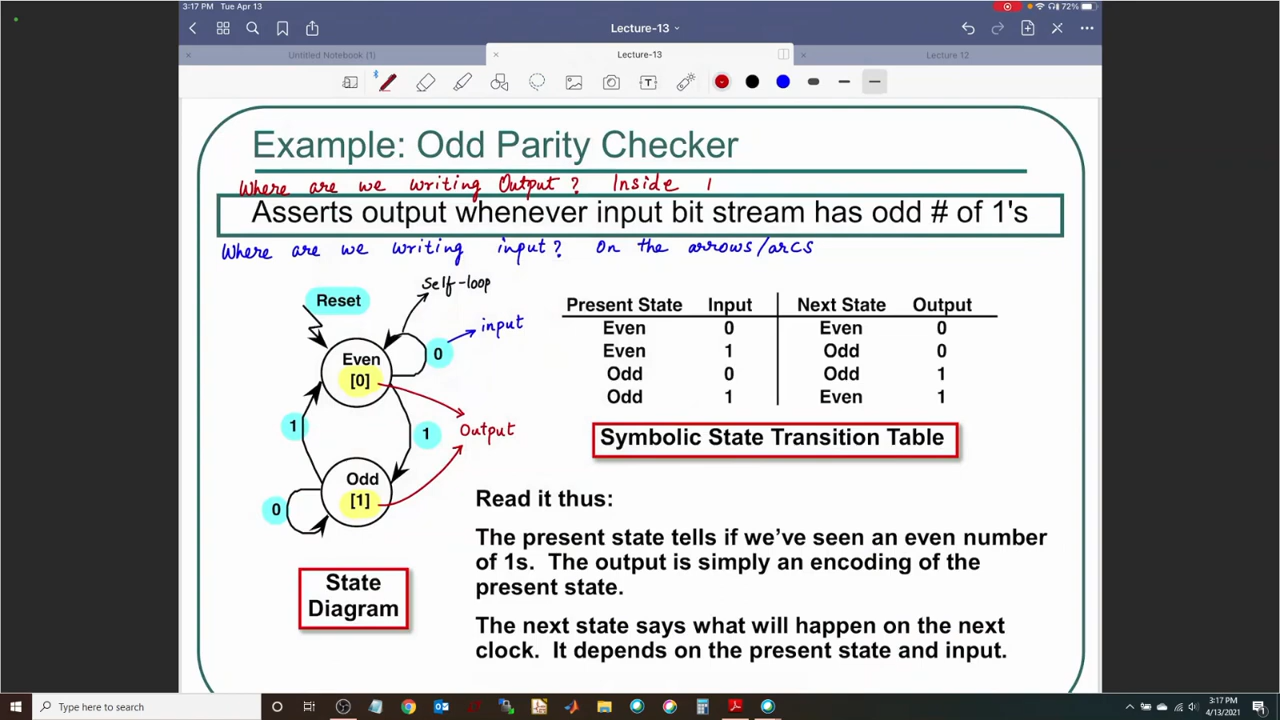 3:17 PM Tue Apr 13
72%
Lecture-13
Untitled Notebook (1)
Lecture-13
Lecture 12
Example: Odd Parity Checker
Where are we writing Output? Inside
Asserts output whenever input bit stream has odd # of 1's
Where are we writing input? On the arrows/arcs
Self-loop
Reset
input
0
Even
[0]
1
1
Output
Odd
[1]
0
State
Diagram
Present State Input Next State Output
Even 0 Even 0
Even 1 Odd 0
Odd 0 Odd 1
Odd 1 Even 1
Symbolic State Transition Table
Read it thus:
The present state tells if we've seen an even number
of 1s. The output is simply an encoding of the
present state.
The next state says what will happen on the next
clock. It depends on the present state and input.
Type here to search
3:17 PM
4/13/2021